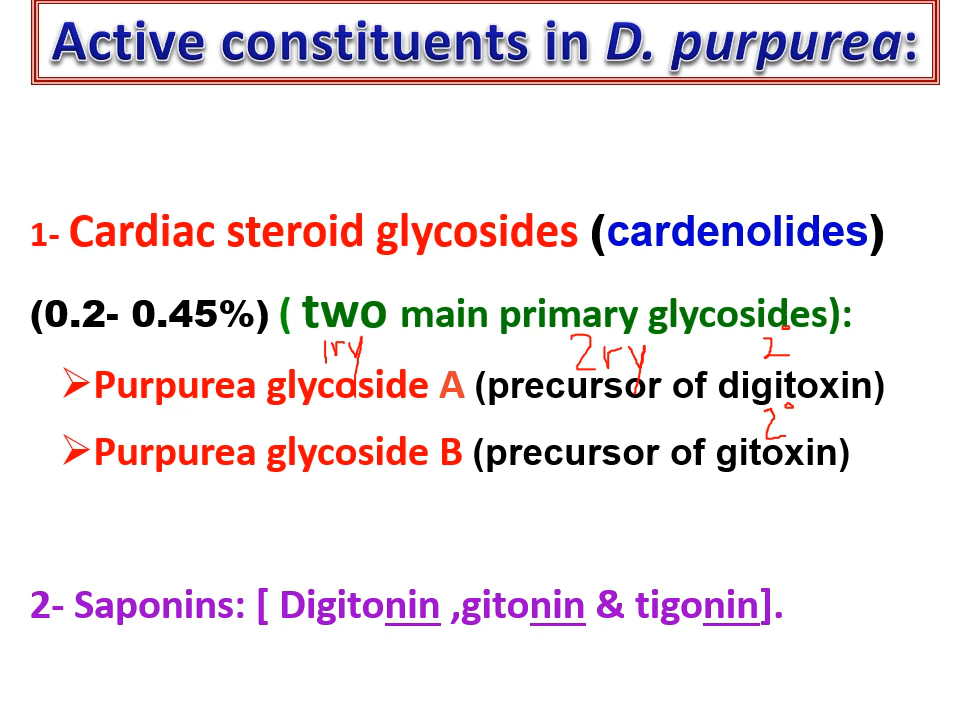 Active constituents in D. purpurea:
1- Cardiac steroid glycosides (cardenolides)
(0.2- 0.45%) ( two main primary glycosides):
1ry 2ry 2°
➢Purpurea glycoside A (precursor of digitoxin)
2°
➢Purpurea glycoside B (precursor of gitoxin)
2- Saponins: [ Digitonin ,gitonin & tigonin].